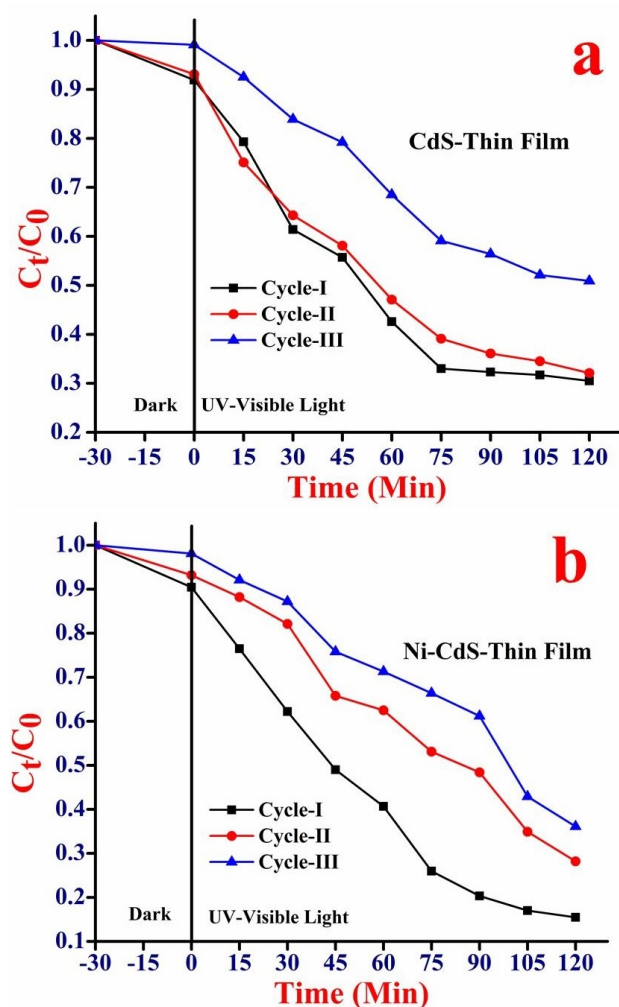 a
1.0
0.9
0.8
0.7
0.6
0.5
0.4
0.3
0.2
Ct/C0
CdS-Thin Film
Cycle-I
Cycle-II
Cycle-III
Dark UV-Visible Light
-30 -15 0 15 30 45 60 75 90 105 120
Time (Min)
b
1.0
0.9
0.8
0.7
0.6
0.5
0.4
0.3
0.2
0.1
Ct/C0
Ni-CdS-Thin Film
Cycle-I
Cycle-II
Cycle-III
Dark UV-Visible Light
-30 -15 0 15 30 45 60 75 90 105 120
Time (Min)